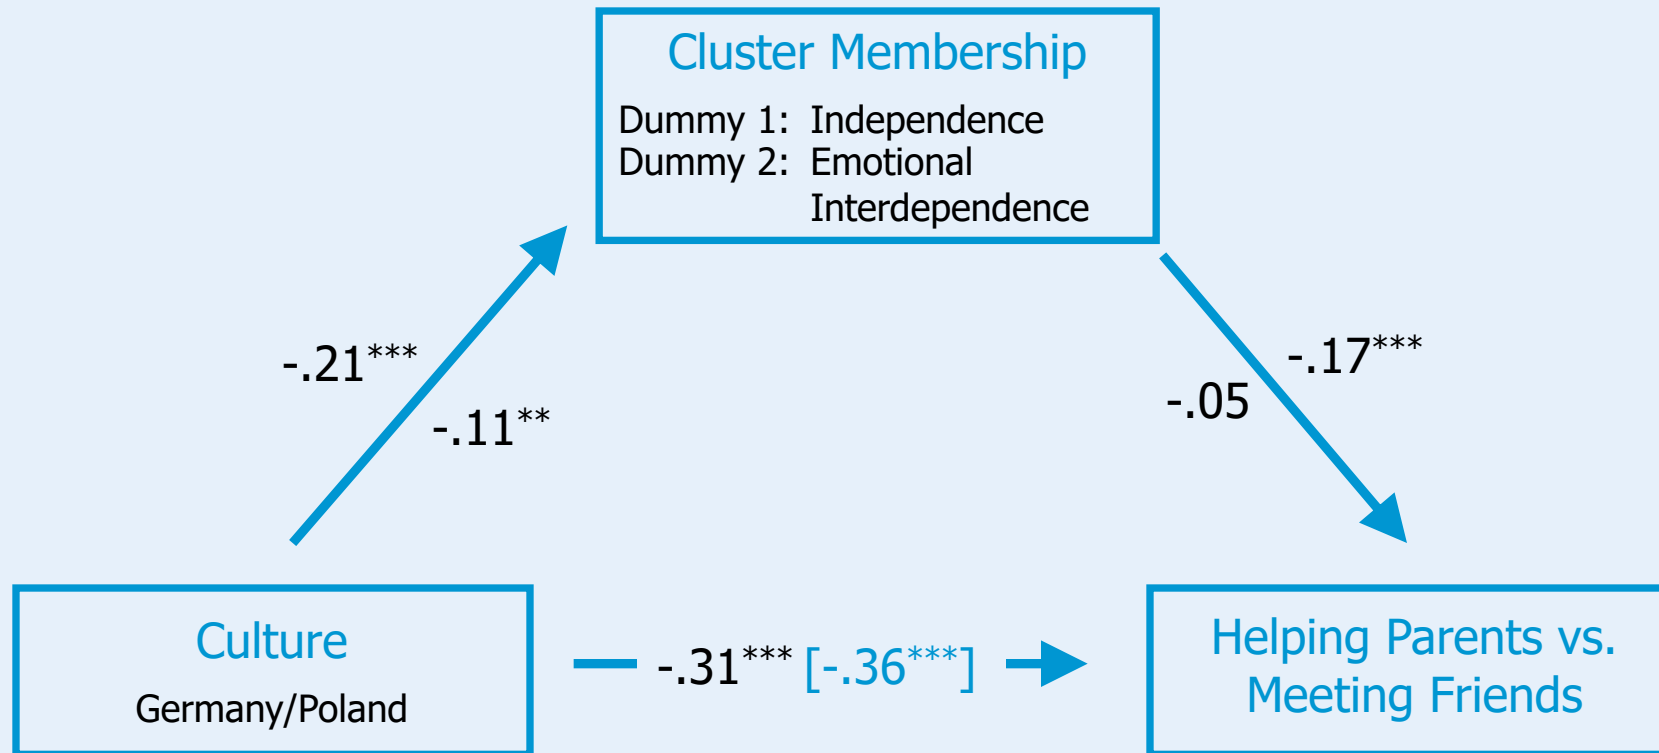 Cluster Membership
Dummy 1: Independence
Dummy 2: Emotional
Interdependence
-.21***
-.11**
-.17***
-.05
Culture
Germany/Poland
-.31*** [-.36***]
Helping Parents vs.
Meeting Friends